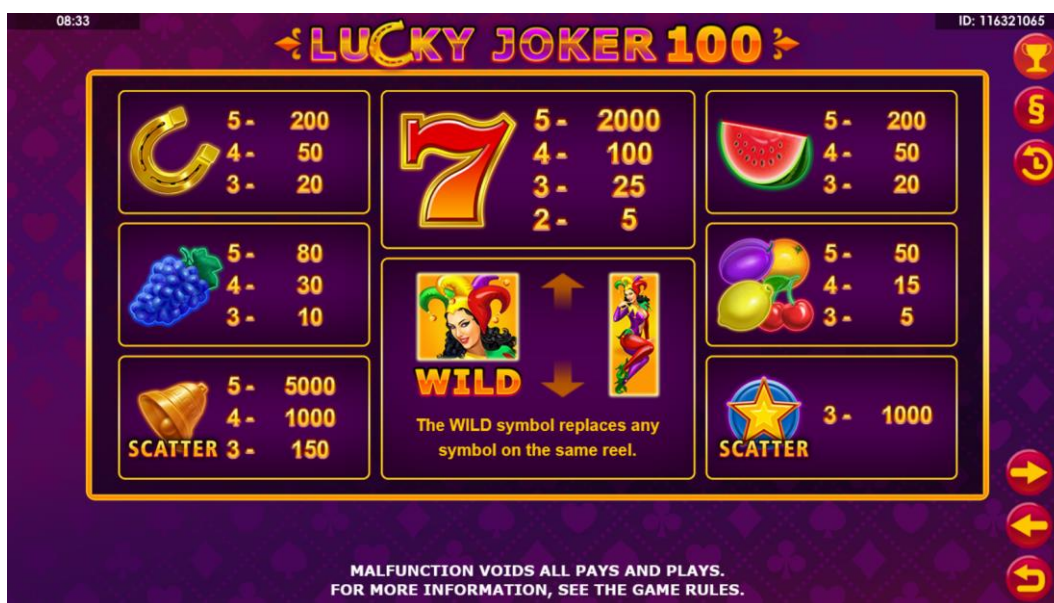 08:33
ID: 116321065
LUCKY JOKER 100
5 - 200
4 - 50
3 - 20
5 - 2000
4 - 100
3 - 25
2 - 5
5 - 200
4 - 50
3 - 20
5 - 80
4 - 30
3 - 10
WILD
The WILD symbol replaces any
symbol on the same reel.
5 - 50
4 - 15
3 - 5
5 - 5000
4 - 1000
SCATTER 3 - 150
3 - 1000
SCATTER
§
MALFUNCTION VOIDS ALL PAYS AND PLAYS.
FOR MORE INFORMATION, SEE THE GAME RULES.